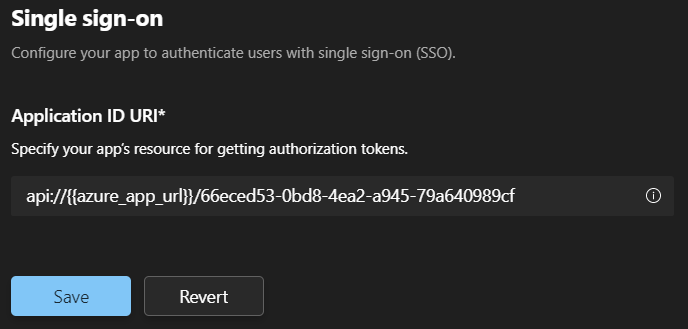 Single sign-on
Configure your app to authenticate users with single sign-on (SSO).
Application ID URI*
Specify your app's resource for getting authorization tokens.
api://{{azure_app_url}}/66eced53-0bd8-4ea2-a945-79a640989cf
Save
Revert